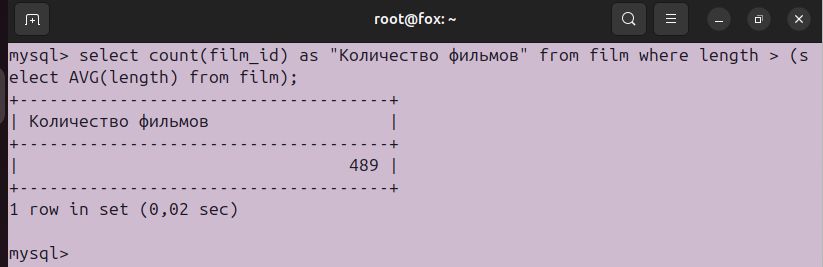 root@fox: ~
mysql> select count(film_id) as "Количество фильмов" from film where length > (s
elect AVG(length) from film);
+--------------------------------------+
| Количество фильмов                   |
+--------------------------------------+
|                                  489 |
+--------------------------------------+
1 row in set (0,02 sec)
mysql>